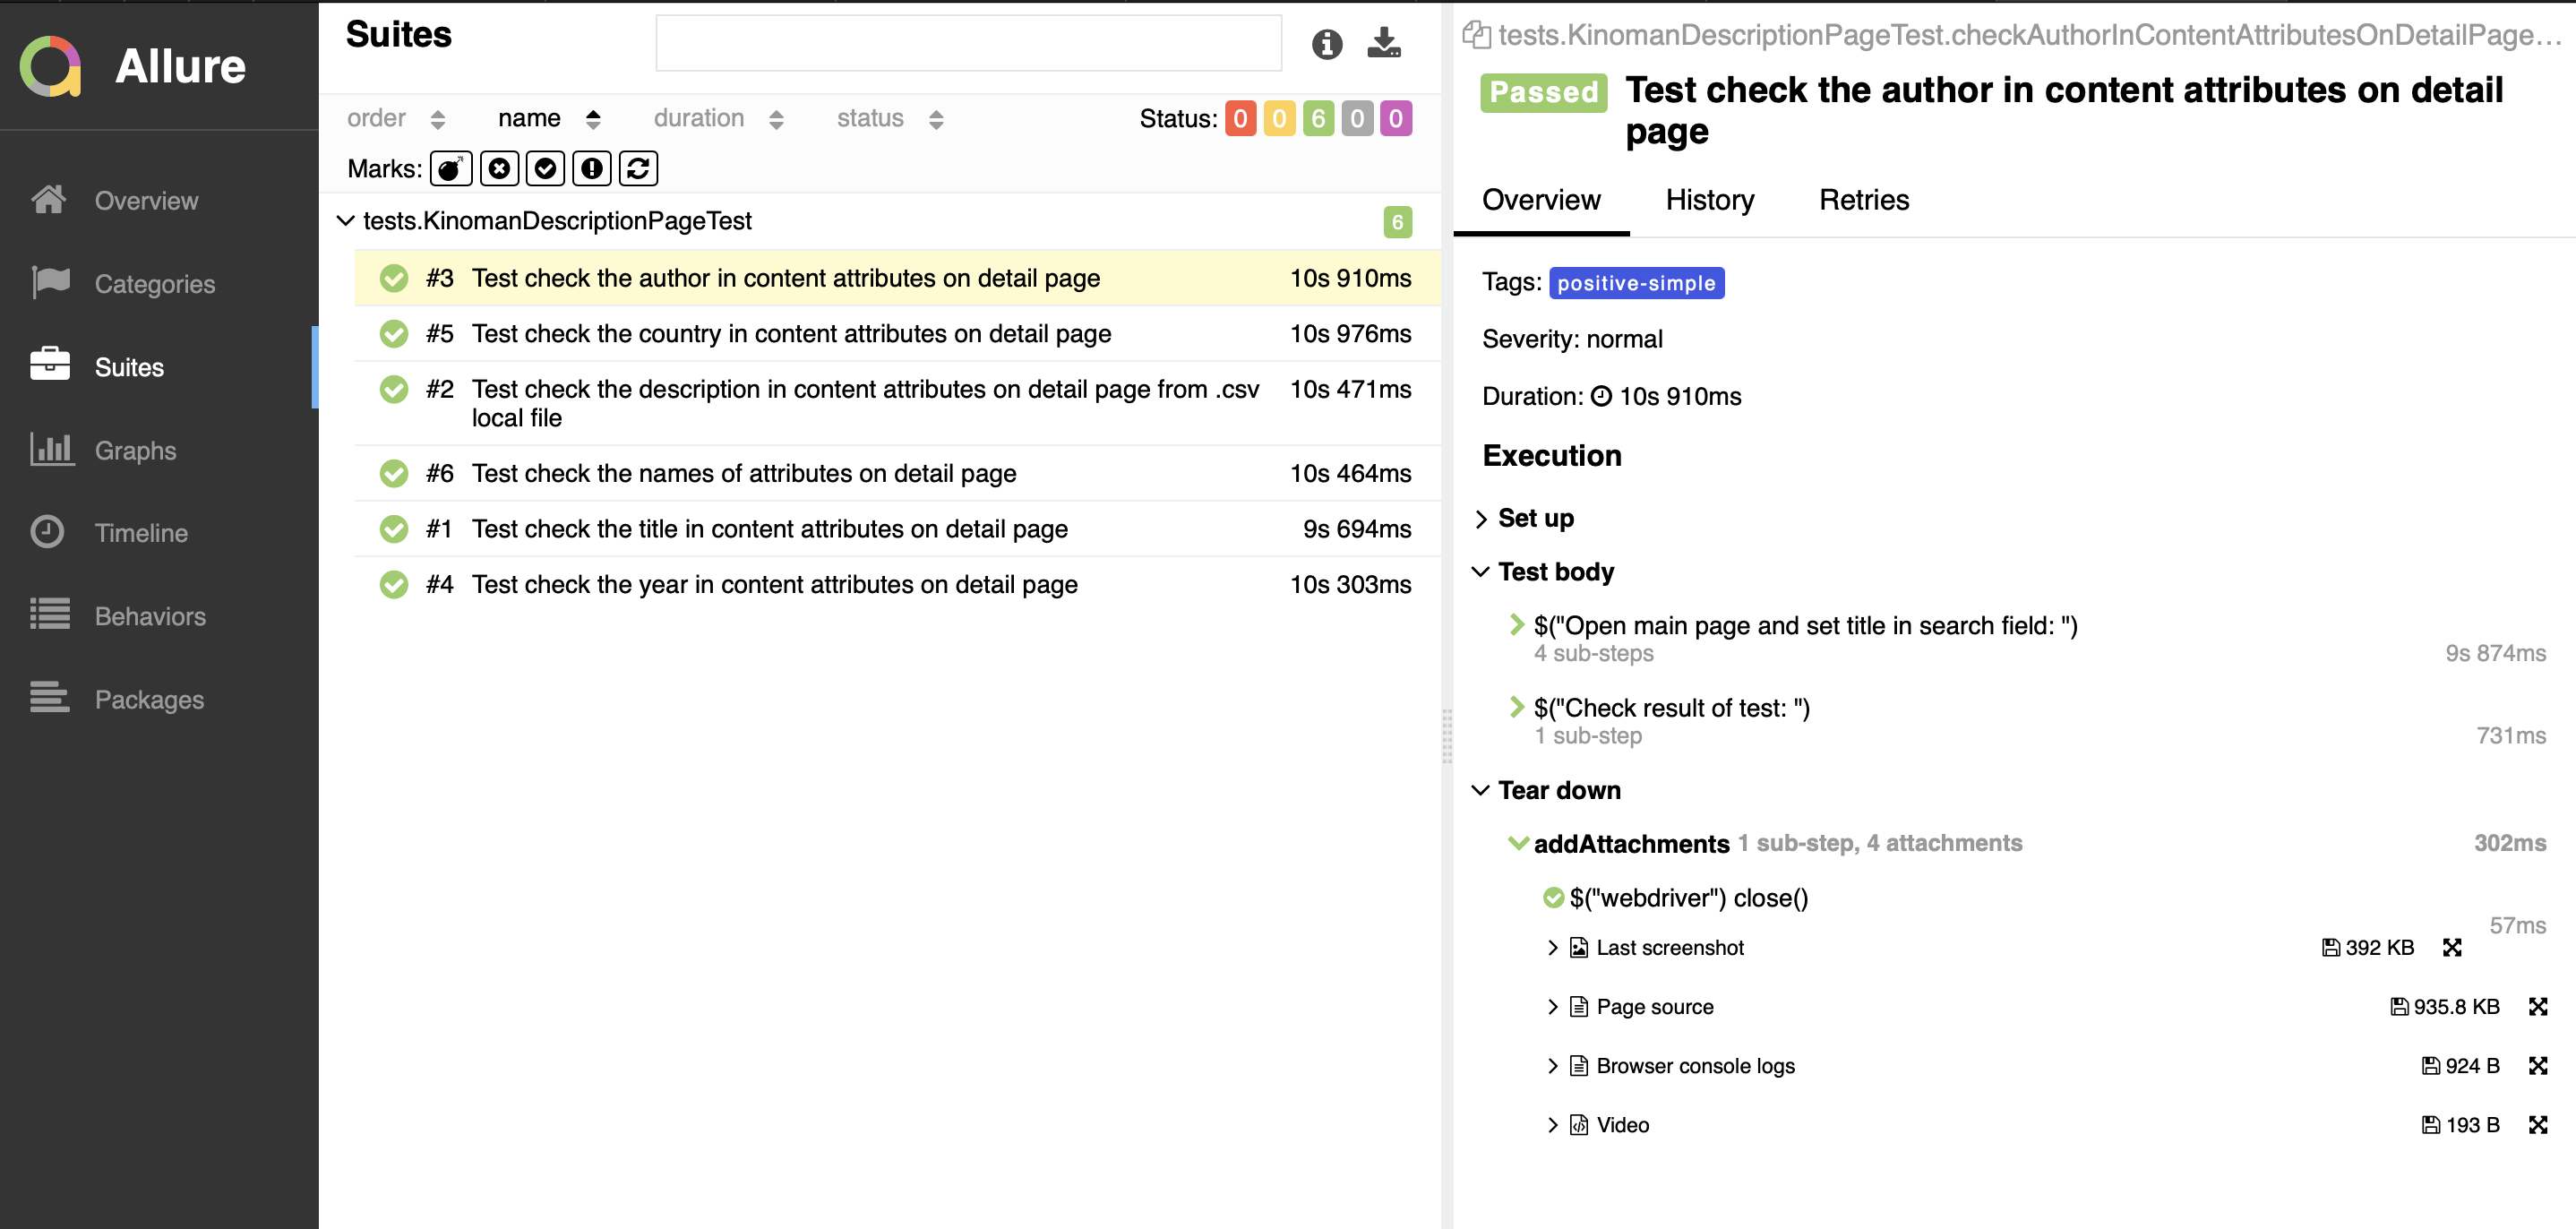 Allure
Overview
Categories
Suites
Graphs
Timeline
Behaviors
Packages
Suites
order name duration status Status: 0 0 6 0 0
Marks:
tests.KinomanDescriptionPageTest 6
#3 Test check the author in content attributes on detail page 10s 910ms
#5 Test check the country in content attributes on detail page 10s 976ms
#2 Test check the description in content attributes on detail page from .csv 10s 471ms
local file
#6 Test check the names of attributes on detail page 10s 464ms
#1 Test check the title in content attributes on detail page 9s 694ms
#4 Test check the year in content attributes on detail page 10s 303ms
tests.KinomanDescriptionPageTest.checkAuthorInContentAttributesOnDetailPage...
Passed Test check the author in content attributes on detail
page
Overview History Retries
Tags: positive-simple
Severity: normal
Duration: 10s 910ms
Execution
Set up
Test body
$("Open main page and set title in search field: ")
4 sub-steps 9s 874ms
$("Check result of test: ")
1 sub-step 731ms
Tear down
addAttachments 1 sub-step, 4 attachments 302ms
$("webdriver") close()
57ms
Last screenshot 392 KB
Page source 935.8 KB
Browser console logs 924 B
Video 193 B